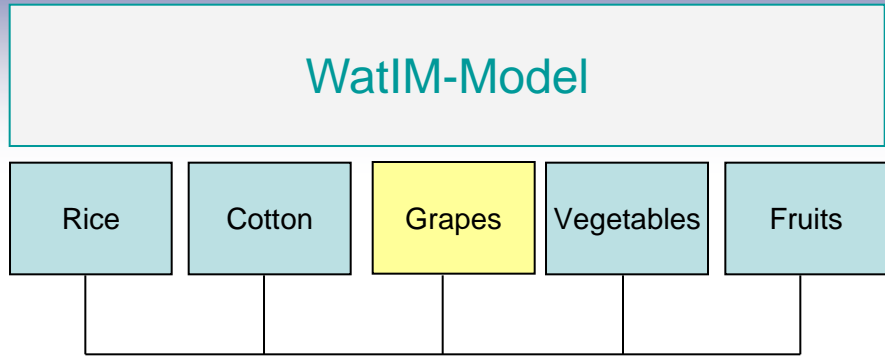 WatIM-Model
Rice
Cotton
Grapes
Vegetables
Fruits